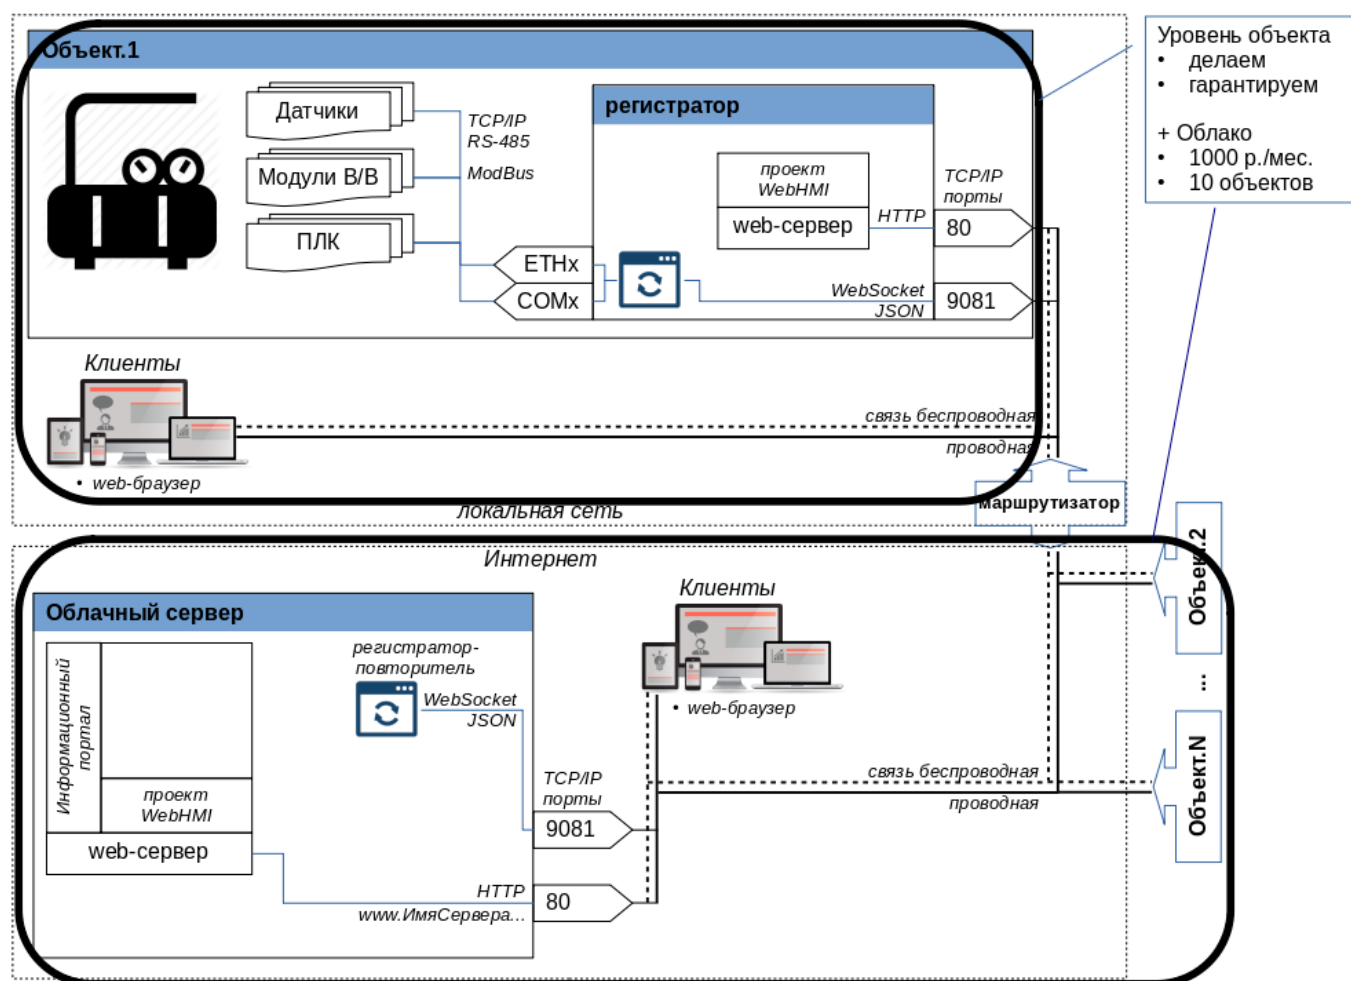 Объект.1
Датчики
Модули В/В
ПЛК
TCP/IP
RS-485
ModBus
регистратор
проект
WebHMI
web-сервер
HTTP
TCP/IP
порты
80
ETHx
COMx
WebSocket
JSON
9081
Клиенты
• web-браузер
связь беспроводная
проводная
локальная сеть
маршрутизатор
Уровень объекта
• делаем
• гарантируем
+ Облако
• 1000 р./мес.
• 10 объектов
Интернет
Облачный сервер
Информационный
портал
проект
WebHMI
web-сервер
регистратор-
повторитель
WebSocket
JSON
TCP/IP
порты
9081
HTTP
www.ИмяСервера...
80
Клиенты
• web-браузер
связь беспроводная
проводная
Объект.2
...
Объект.N